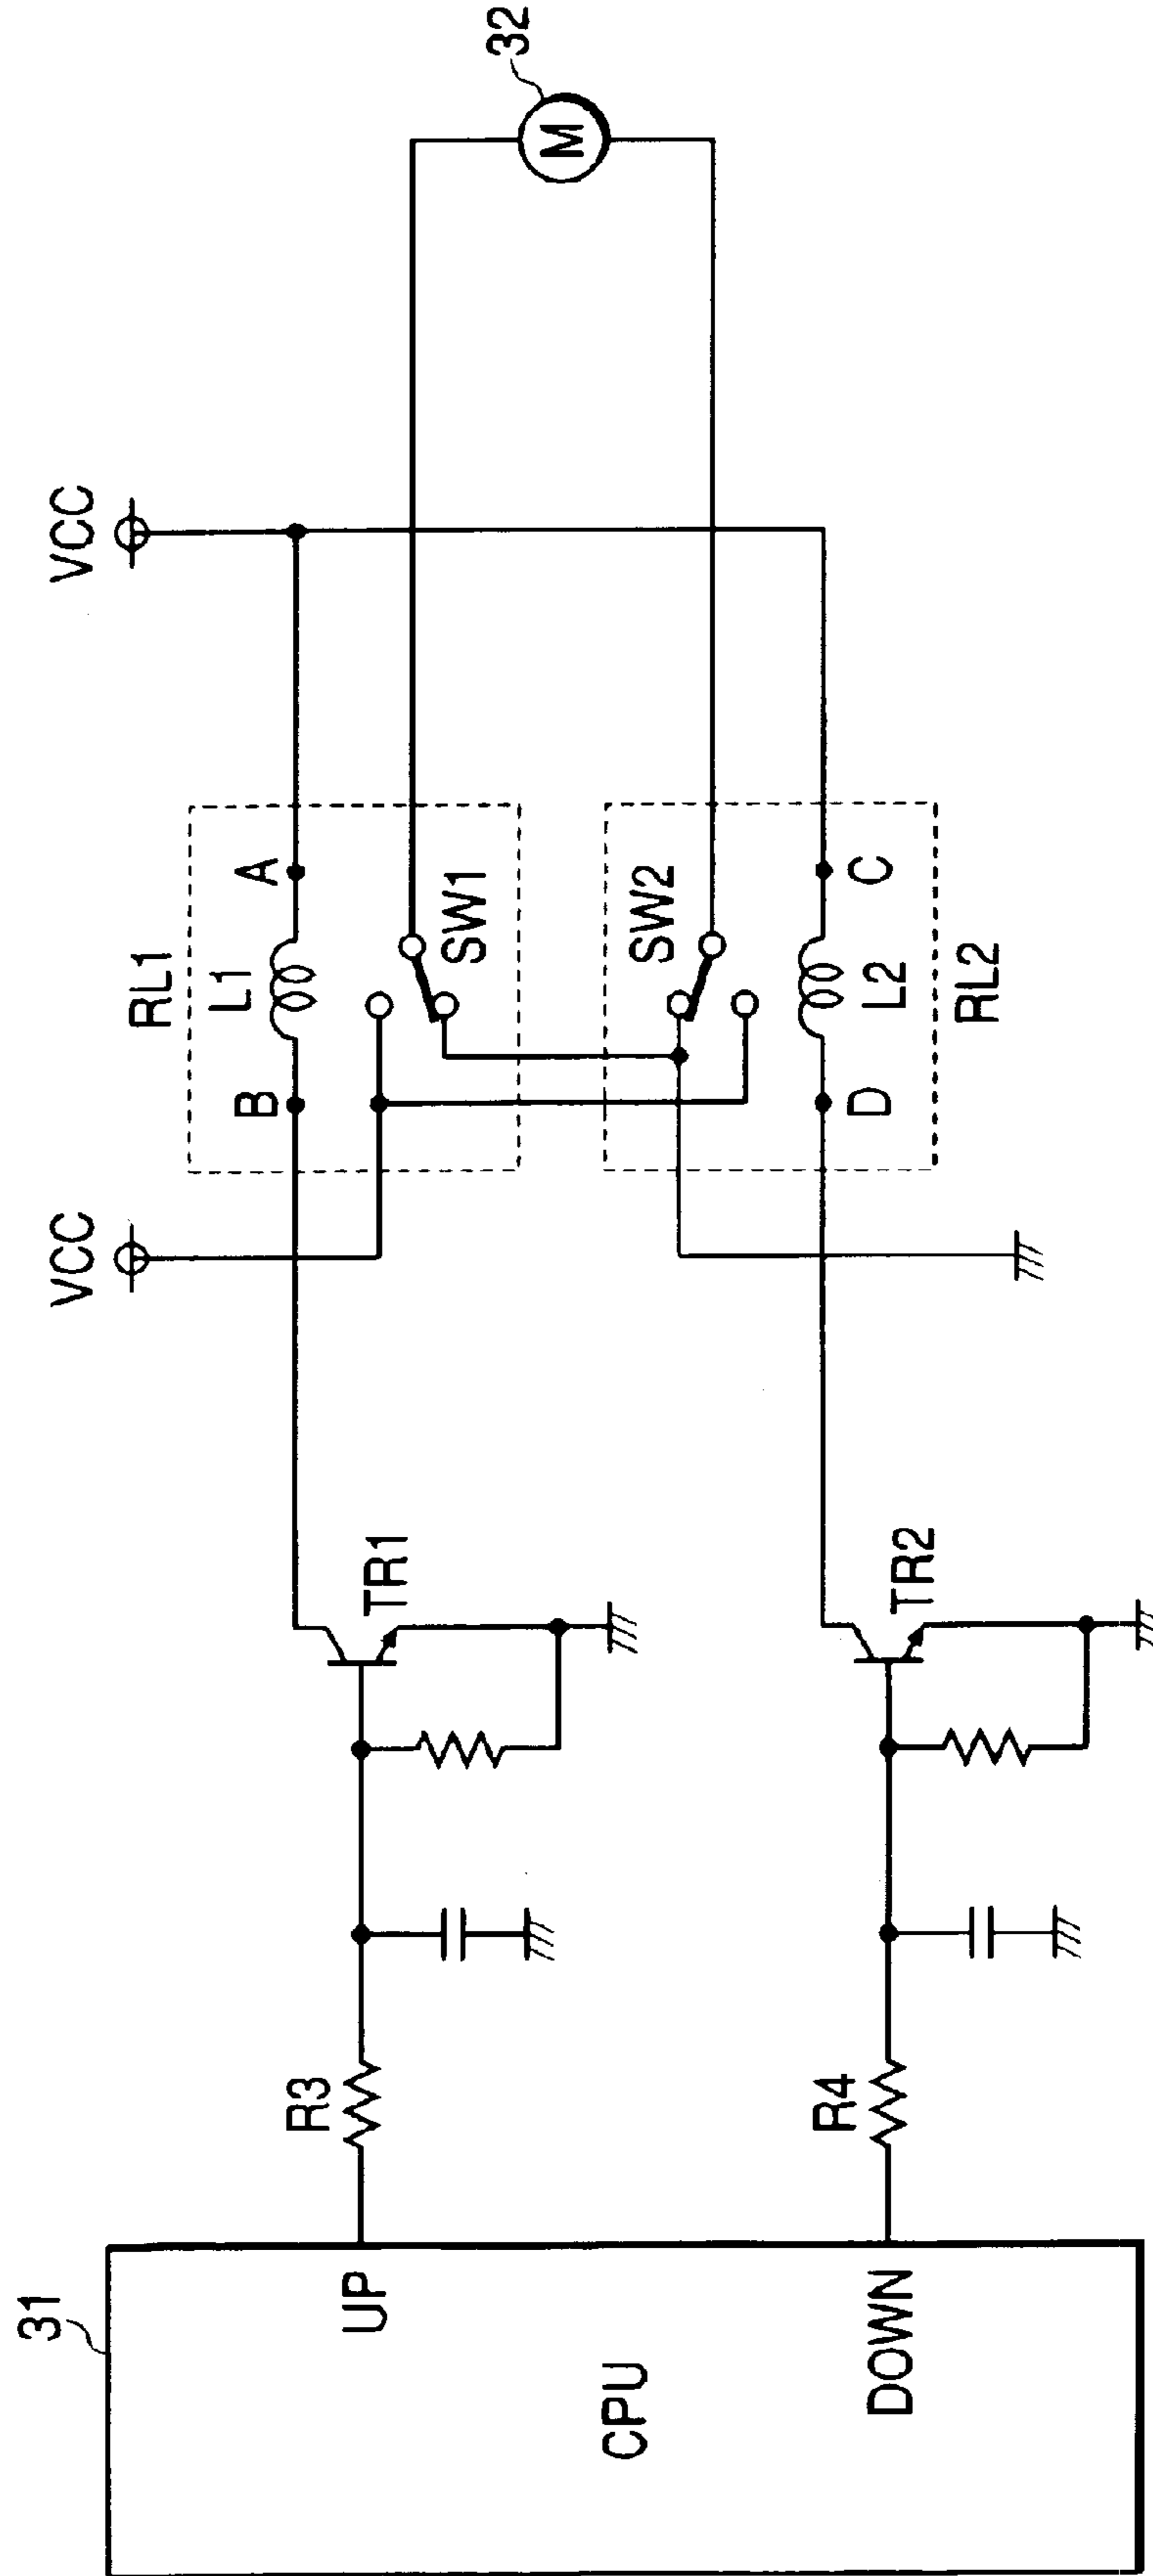 31
CPU
UP
DOWN
R3
R4
TR1
TR2
VCC
VCC
RL1
B
L1
A
SW1
SW2
D
L2
C
RL2
32
M